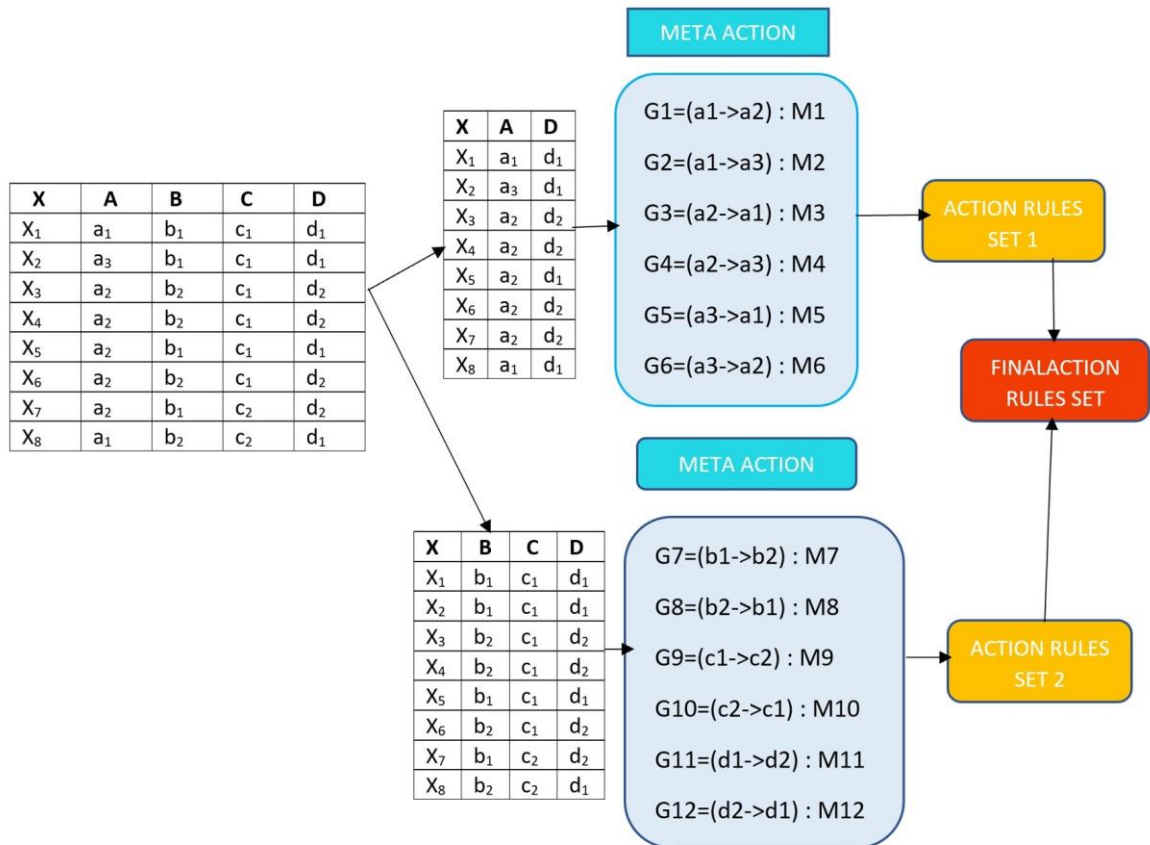 X A B C D
X₁ a₁ b₁ c₁ d₁
X₂ a₃ b₁ c₁ d₁
X₃ a₂ b₂ c₁ d₂
X₄ a₂ b₂ c₁ d₂
X₅ a₂ b₁ c₁ d₁
X₆ a₂ b₂ c₁ d₂
X₇ a₂ b₁ c₂ d₂
X₈ a₁ b₂ c₂ d₁
X A D
X₁ a₁ d₁
X₂ a₃ d₁
X₃ a₂ d₂
X₄ a₂ d₂
X₅ a₂ d₁
X₆ a₂ d₂
X₇ a₂ d₂
X₈ a₁ d₁
META ACTION
G1=(a1->a2) : M1
G2=(a1->a3) : M2
G3=(a2->a1) : M3
G4=(a2->a3) : M4
G5=(a3->a1) : M5
G6=(a3->a2) : M6
ACTION RULES
SET 1
FINALACTION
RULES SET
X B C D
X₁ b₁ c₁ d₁
X₂ b₁ c₁ d₁
X₃ b₂ c₁ d₂
X₄ b₂ c₁ d₂
X₅ b₁ c₁ d₁
X₆ b₂ c₁ d₂
X₇ b₁ c₂ d₂
X₈ b₂ c₂ d₁
META ACTION
G7=(b1->b2) : M7
G8=(b2->b1) : M8
G9=(c1->c2) : M9
G10=(c2->c1) : M10
G11=(d1->d2) : M11
G12=(d2->d1) : M12
ACTION RULES
SET 2